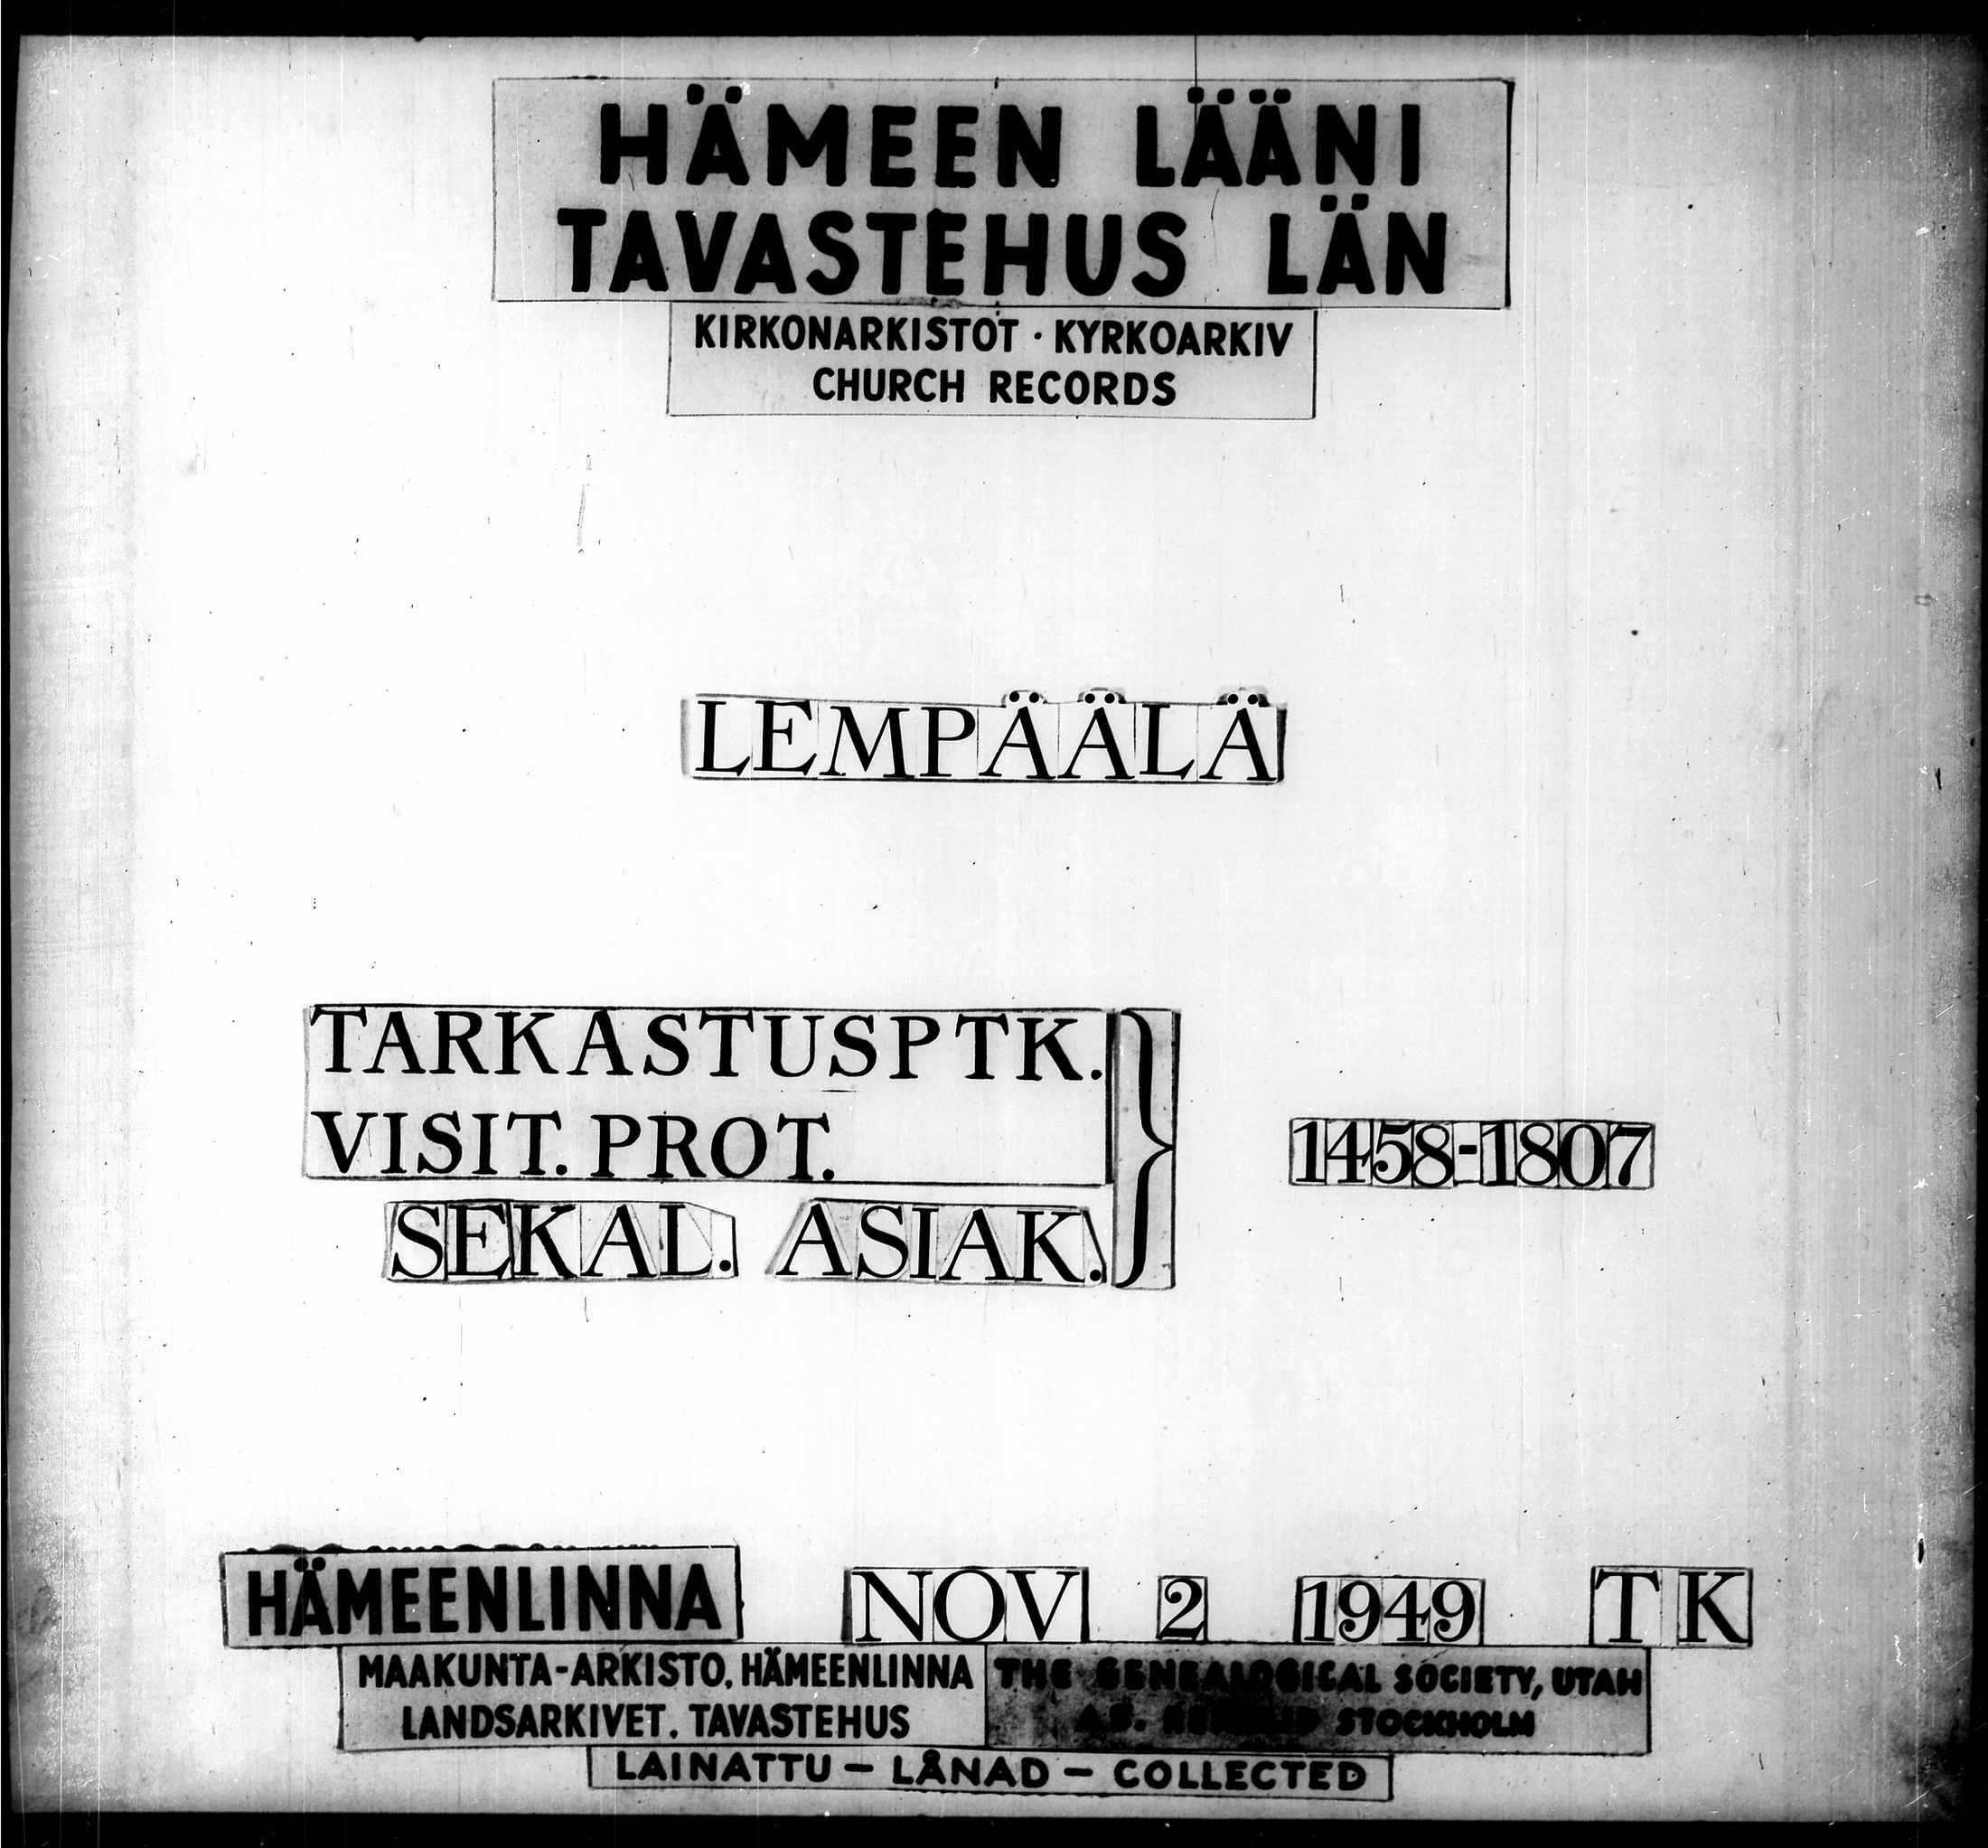 HÄMEEN LÄÄNI
TAVASTEHUS LÄN
KIRKONARKISTOT · KYRKOARKIV
CHURCH RECORDS
LEMPÄÄLÄ
TARKASTUSPTK.
VISIT. PROT.
SEKAL. ASIAK.
} 1458-1807
HÄMEENLINNA NOV 2 1949 TK
MAAKUNTA-ARKISTO, HÄMEENLINNA
LANDSARKIVET. TAVASTEHUS
THE GENEALOGICAL SOCIETY, UTAH
STOCKHOLM
LAINATTU — LÅNAD — COLLECTED